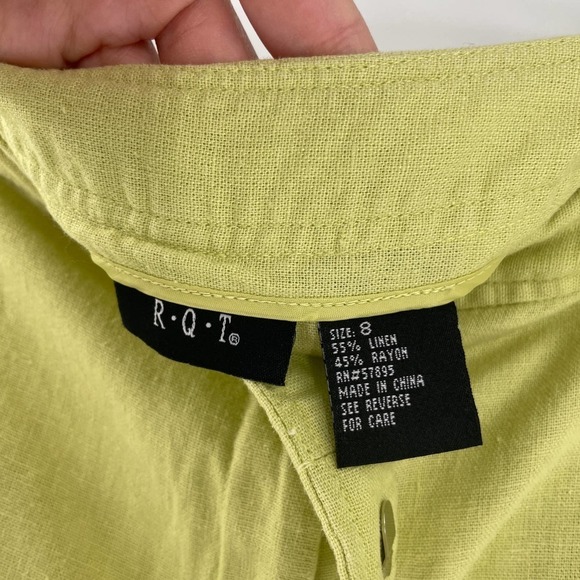 R·Q·T®
SIZE: 8
55% LINEN
45% RAYON
RN#57895
MADE IN CHINA
SEE REVERSE
FOR CARE